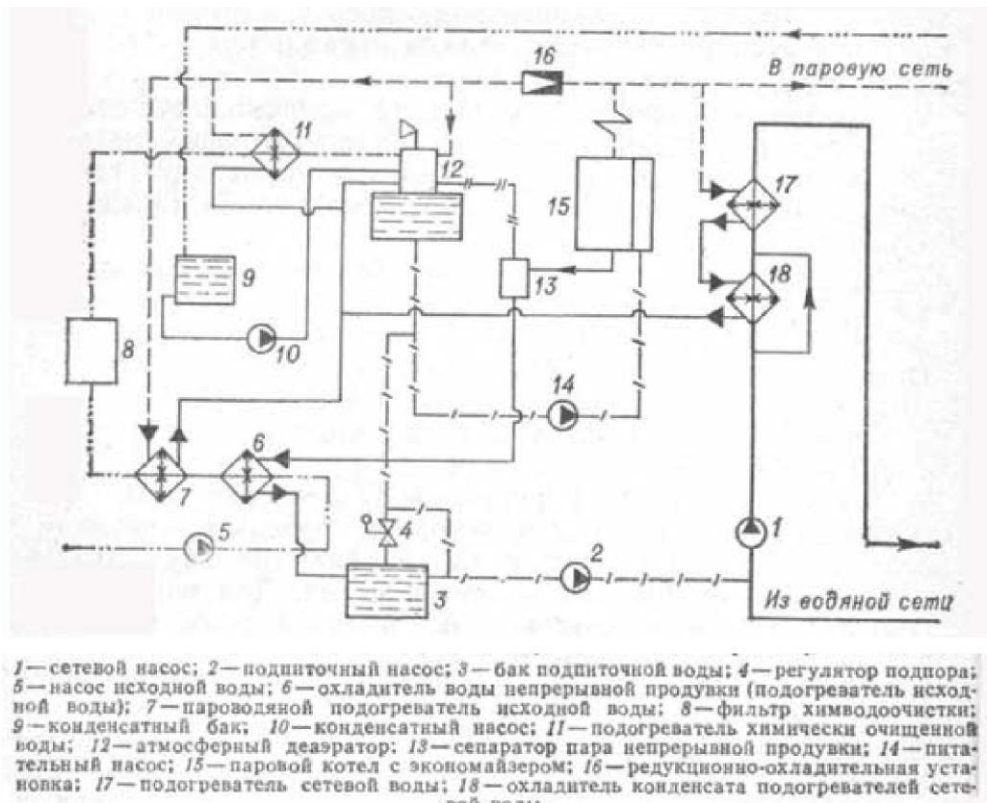 16
В паровую сеть
11
12
17
15
9
13
18
8
10
14
6
7
5
4
2
1
3
Из водяной сети
1—сетевой насос; 2—подпиточный насос; 3—бак подпиточной воды; 4—регулятор подпора;
5—насос исходной воды; 6—охладитель воды непрерывной продувки (подогреватель исход-
ной воды); 7—пароводяной подогреватель исходной воды; 8—фильтр химводоочистки;
9—конденсатный бак; 10—конденсатный насос; 11—подогреватель химически очищенной
воды; 12—атмосферный деаэратор; 13—сепаратор пара непрерывной продувки; 14—пита-
тельный насос; 15—паровой котел с экономайзером; 16—редукционно-охладительная уста-
новка; 17—подогреватель сетевой воды; 18—охладитель конденсата подогревателей сете-
вой воды